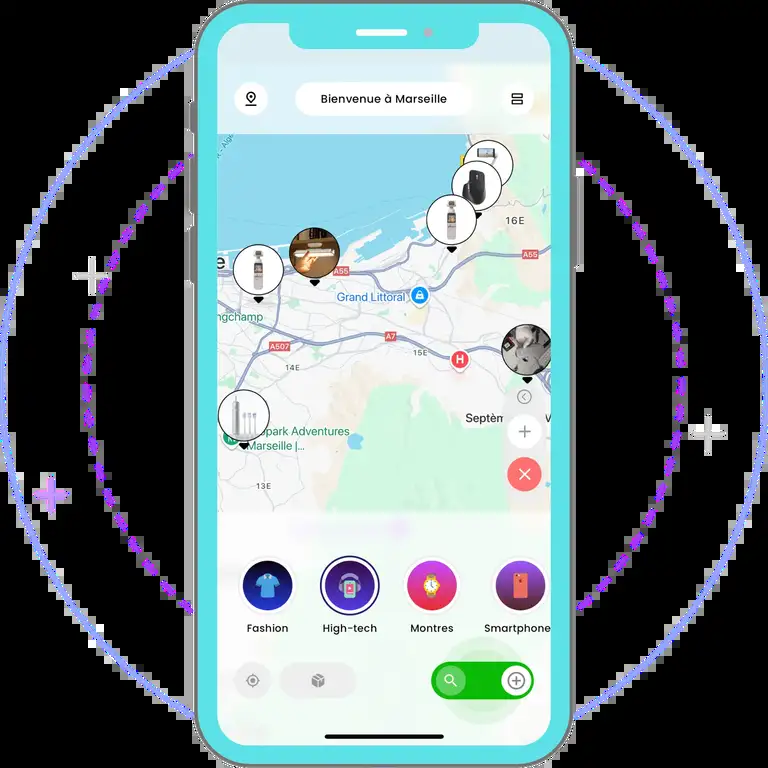 Bienvenue à Marseille
16E
A55
e
A55
Grand Littoral
ngchamp
A7
A507
15E
H
14E
Septèm
spark Adventures
Marseille |...
13E
Fashion
High-tech
Montres
Smartphone